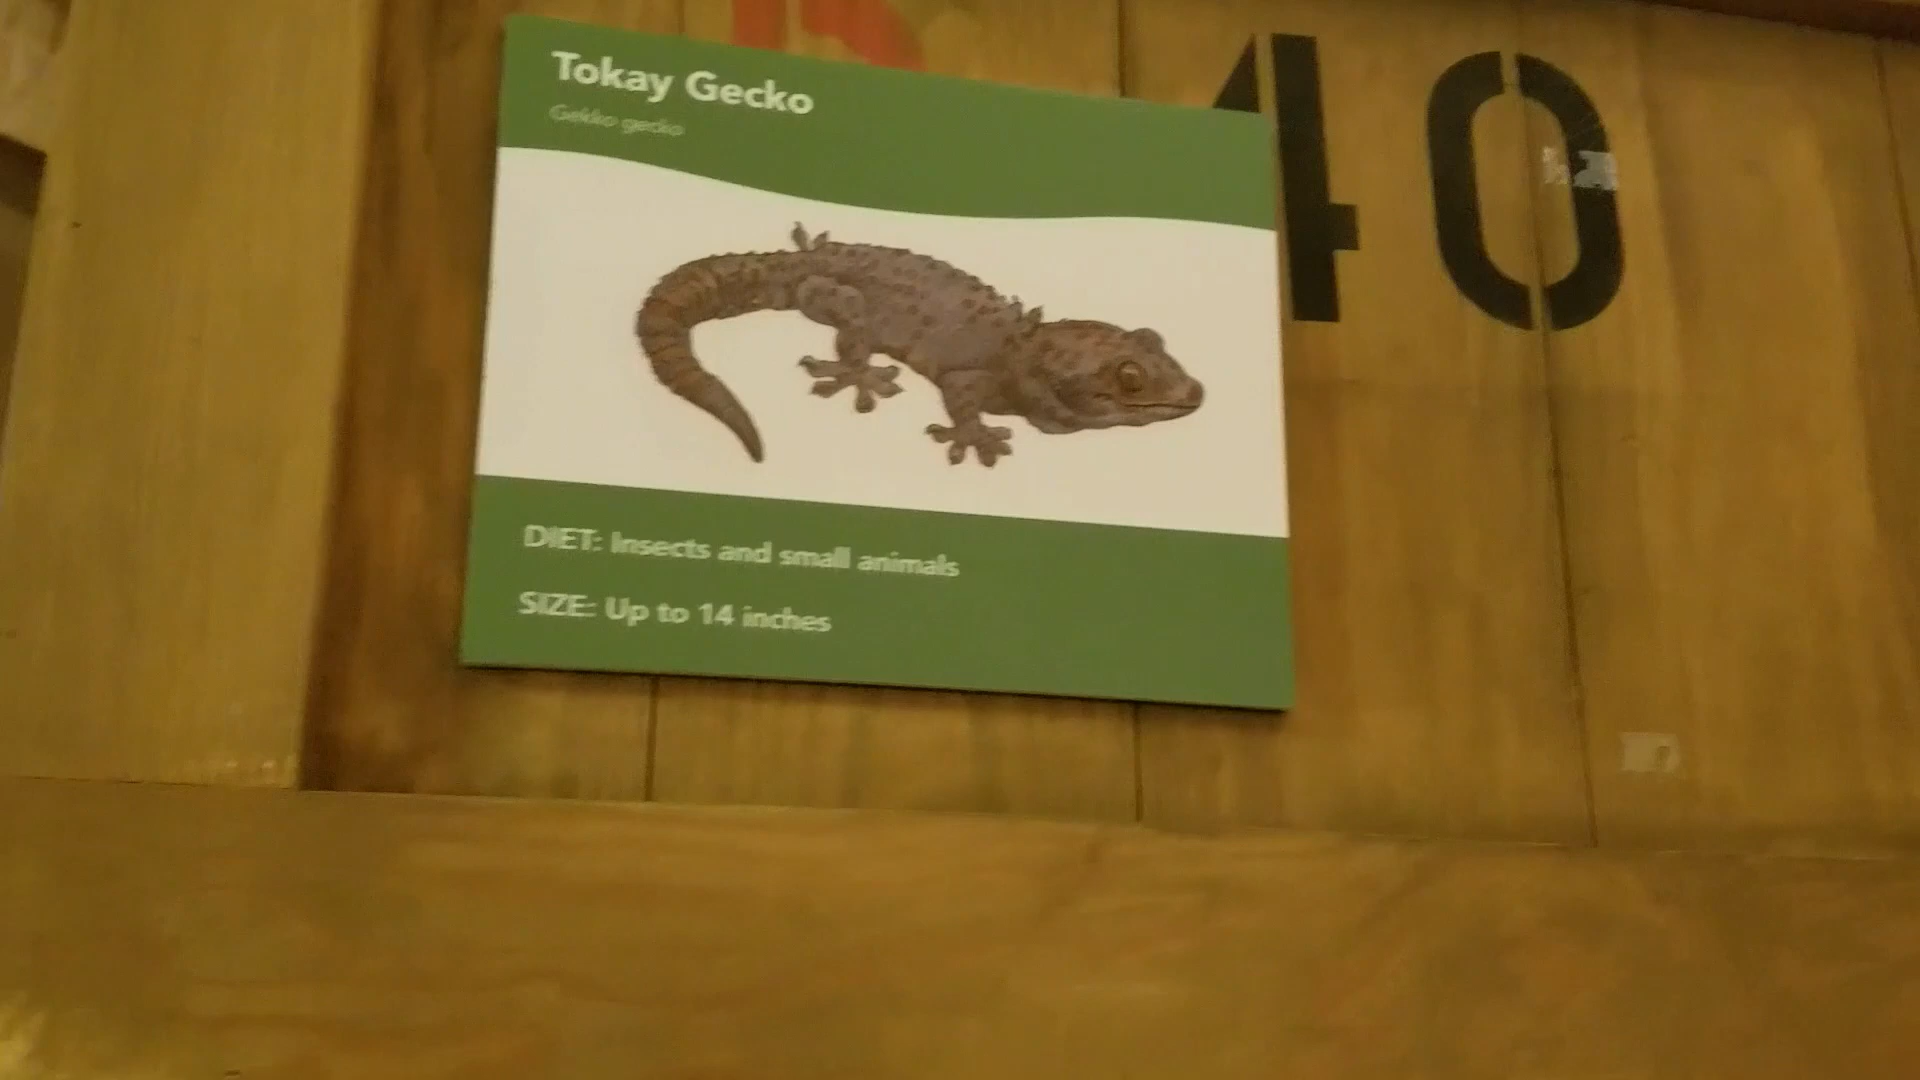 Tokay Gecko
Gekko gecko
DIET: Insects and small animals
SIZE: Up to 14 inches
40